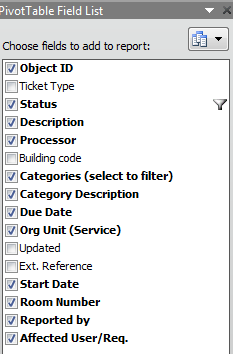 PivotTable Field List
Choose fields to add to report:
Object ID
Ticket Type
Status
Description
Processor
Building code
Categories (select to filter)
Category Description
Due Date
Org Unit (Service)
Updated
Ext. Reference
Start Date
Room Number
Reported by
Affected User/Req.